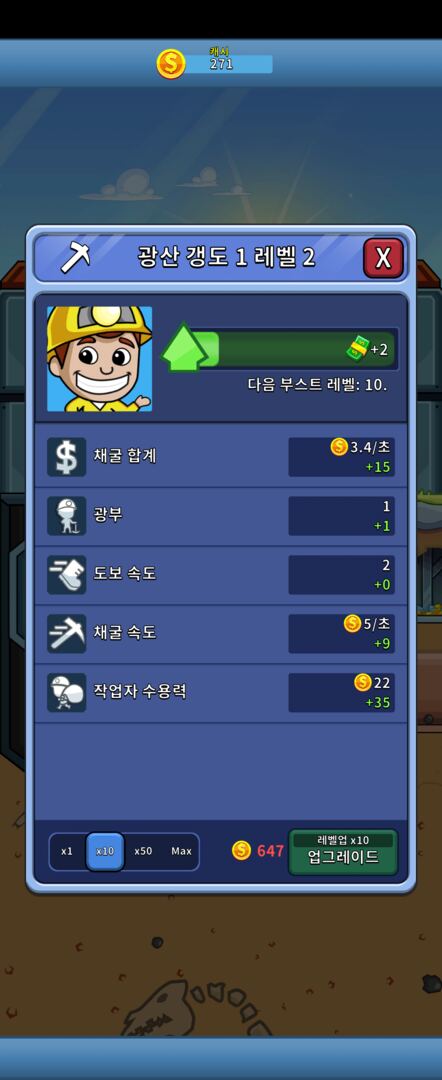 캐시
271
광산 갱도 1 레벨 2
X
+2
다음 부스트 레벨: 10.
채굴 합계
3.4/초
+15
광부
1
+1
도보 속도
2
+0
채굴 속도
5/초
+9
작업자 수용력
22
+35
x1 x10 x50 Max
647
레벨업 x10
업그레이드